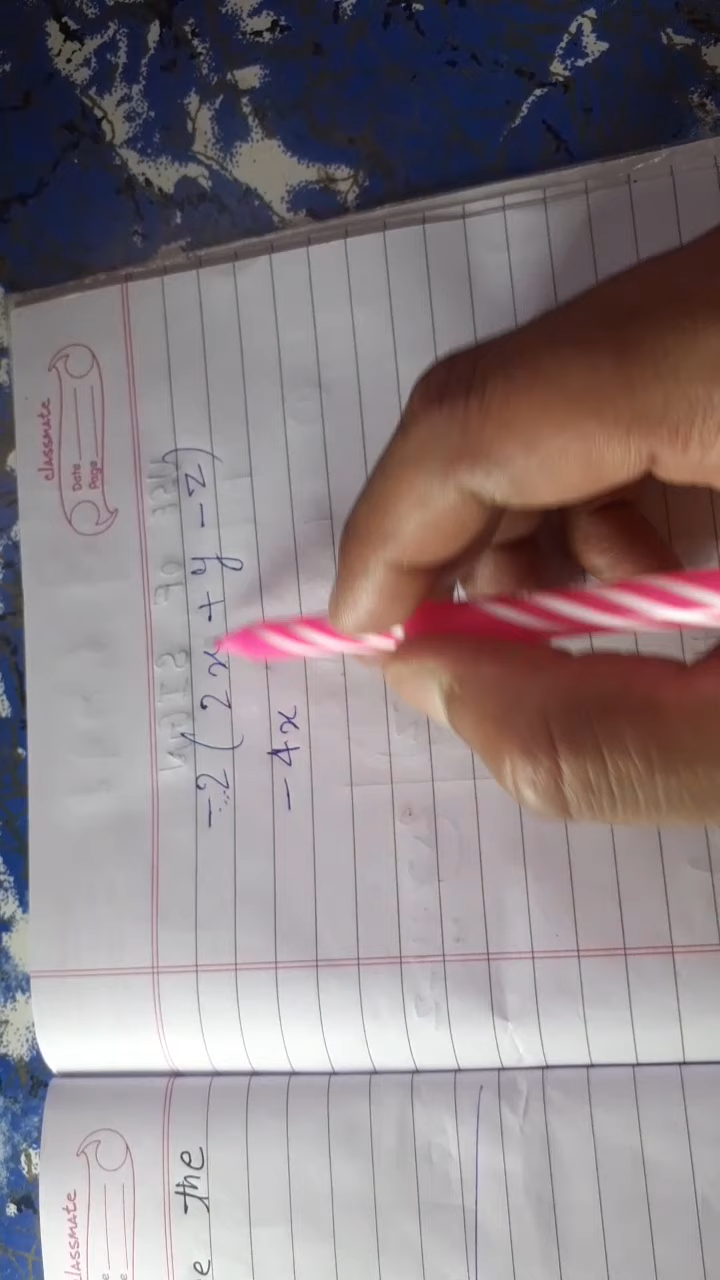 classmate
Date
Page
-2 ( 2x + y - z )
- 4x
classmate
e the